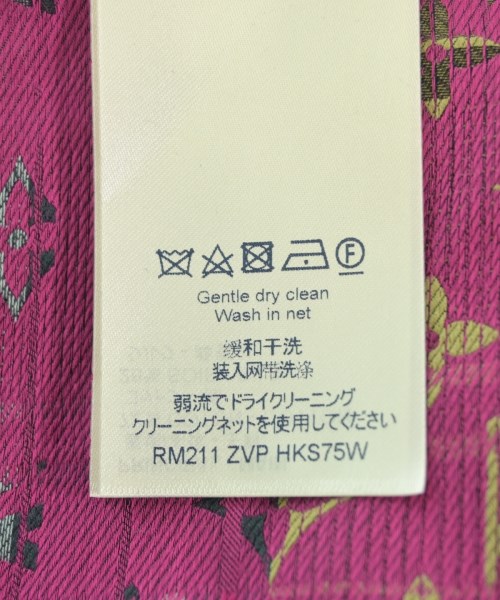 F
Gentle dry clean
Wash in net
缓和干洗
装入网带洗涤
弱流でドライクリーニング
クリーニングネットを使用してください
RM211 ZVP HKS75W